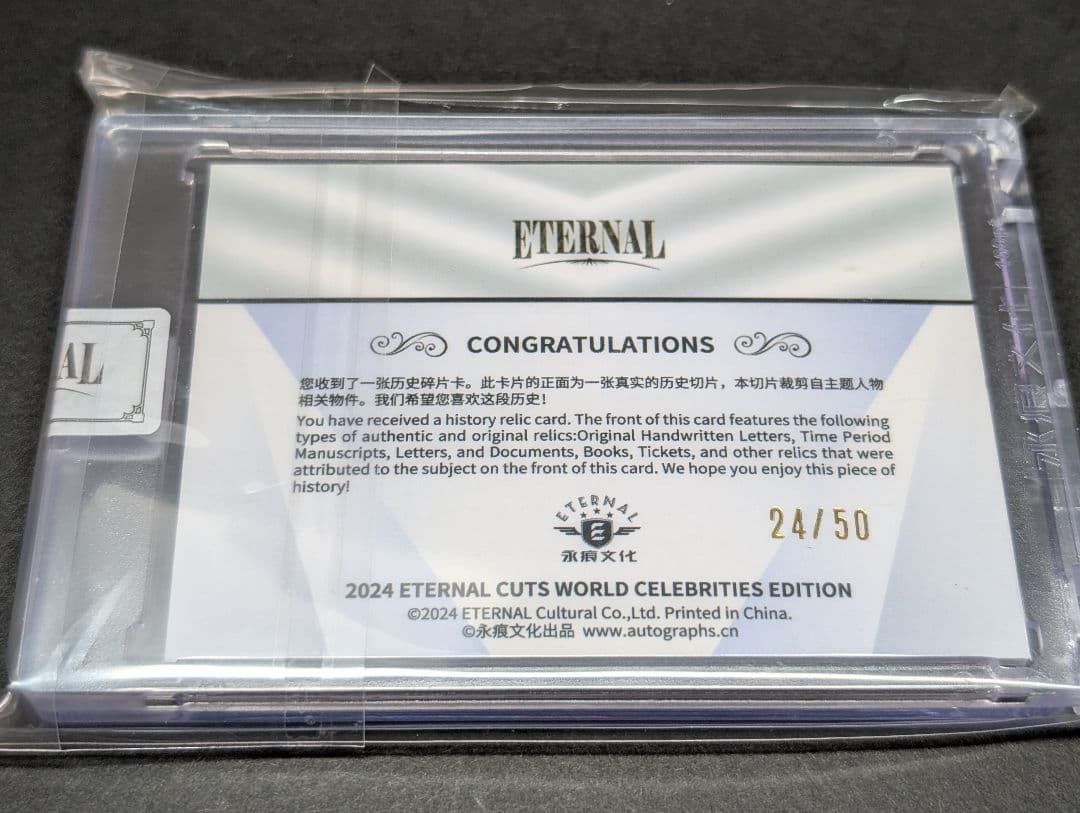 ETERNAL
CONGRATULATIONS
AL
您收到了一张历史碎片卡。此卡片的正面为一张真实的历史切片，本切片裁剪自主题人物
相关物件。我们希望您喜欢这段历史！
You have received a history relic card. The front of this card features the following
types of authentic and original relics:Original Handwritten Letters, Time Period
Manuscripts, Letters, and Documents, Books, Tickets, and other relics that were
attributed to the subject on the front of this card. We hope you enjoy this piece of
history!
24/50
ETERNAL
E
永痕文化
2024 ETERNAL CUTS WORLD CELEBRITIES EDITION
©2024 ETERNAL Cultural Co.,Ltd. Printed in China.
©永痕文化出品 www.autographs.cn